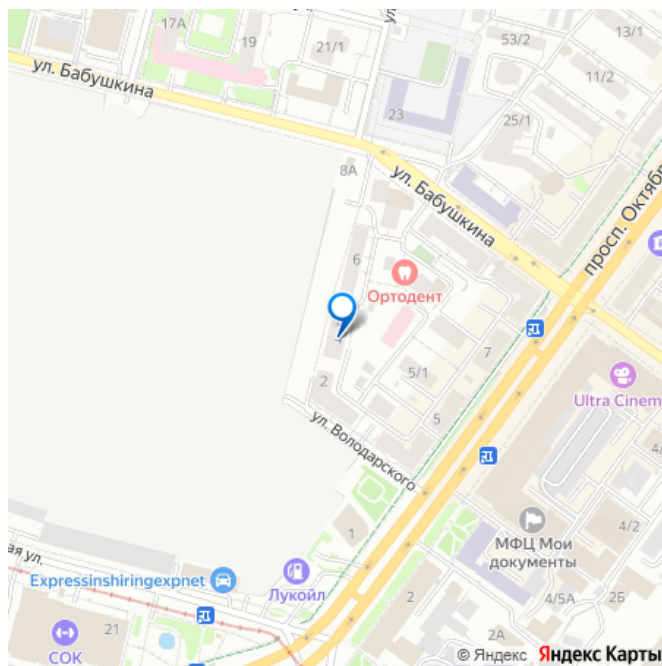 17А
19
21/1
53/2
13/1
11/2
ул. Бабушкина
23
25/1
8А
ул. Бабушкина
просп. Октябр
6
Ортодент
7
2
5/1
Ultra Cinem
ул. Володарского
5
4/
1
МФЦ Мои
документы
4/2
ная ул.
Expressinshiringexpnet
Лукойл
2
4/5А
2Б
21
СОК
2А
© Яндекс Яндекс Карты